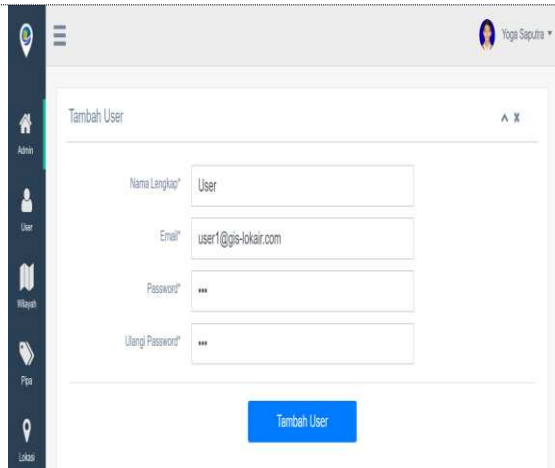 Yoga Saputra
Admin
User
Wilayah
Pipa
Lokasi
Tambah User
Nama Lengkap* User
Email* user1@gis-lokair.com
Password* •••
Ulangi Password* •••
Tambah User